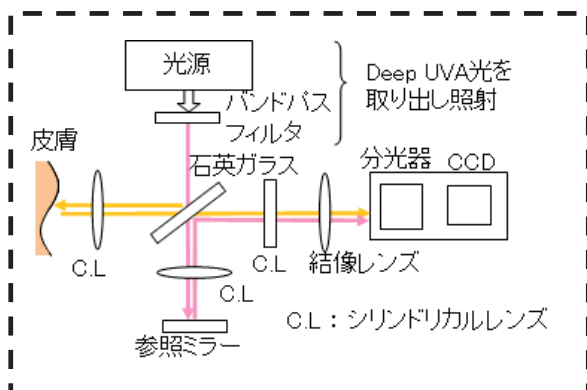 光源
Deep UVA光を
取り出し照射
バンドパス
フィルタ
皮膚
石英ガラス
分光器 CCD
C.L
C.L
C.L
結像レンズ
参照ミラー
C.L：シリンドリカルレンズ